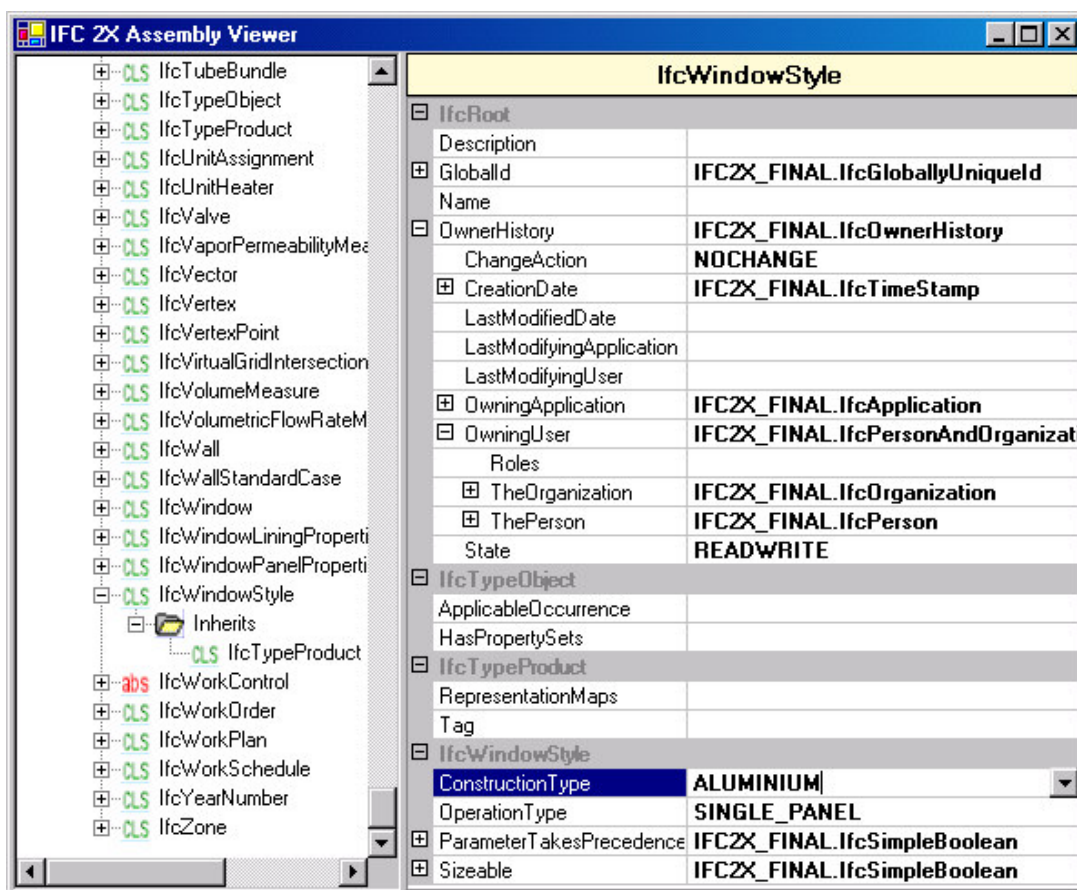 IFC 2X Assembly Viewer
CLS IfcTubeBundle
CLS IfcTypeObject
CLS IfcTypeProduct
CLS IfcUnitAssignment
CLS IfcUnitHeater
CLS IfcValve
CLS IfcVaporPermeabilityMea
CLS IfcVector
CLS IfcVertex
CLS IfcVertexPoint
CLS IfcVirtualGridIntersection
CLS IfcVolumeMeasure
CLS IfcVolumetricFlowRateM
CLS IfcWall
CLS IfcWallStandardCase
CLS IfcWindow
CLS IfcWindowLiningProperti
CLS IfcWindowPanelProperti
CLS IfcWindowStyle
Inherits
CLS IfcTypeProduct
abs IfcWorkControl
CLS IfcWorkOrder
CLS IfcWorkPlan
CLS IfcWorkSchedule
CLS IfcYearNumber
CLS IfcZone
IfcWindowStyle
IfcRoot
Description
GlobalId IFC2X_FINAL.IfcGloballyUniqueId
Name
OwnerHistory IFC2X_FINAL.IfcOwnerHistory
ChangeAction NOCHANGE
CreationDate IFC2X_FINAL.IfcTimeStamp
LastModifiedDate
LastModifyingApplication
LastModifyingUser
OwningApplication IFC2X_FINAL.IfcApplication
OwningUser IFC2X_FINAL.IfcPersonAndOrganizat
Roles
TheOrganization IFC2X_FINAL.IfcOrganization
ThePerson IFC2X_FINAL.IfcPerson
State READWRITE
IfcTypeObject
ApplicableOccurrence
HasPropertySets
IfcTypeProduct
RepresentationMaps
Tag
IfcWindowStyle
ConstructionType ALUMINIUM
OperationType SINGLE_PANEL
ParameterTakesPrecedence IFC2X_FINAL.IfcSimpleBoolean
Sizeable IFC2X_FINAL.IfcSimpleBoolean